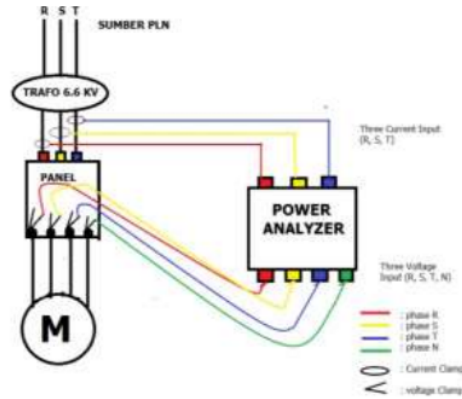 R S T
SUMBER PLN
TRAFO 6.6 KV
Three Current Input
(R, S, T)
PANEL
POWER
ANALYZER
Three Voltage
Input (R, S, T, N)
M
: phase R
: phase S
: phase T
: phase N
: Current Clamp
: voltage Clamp